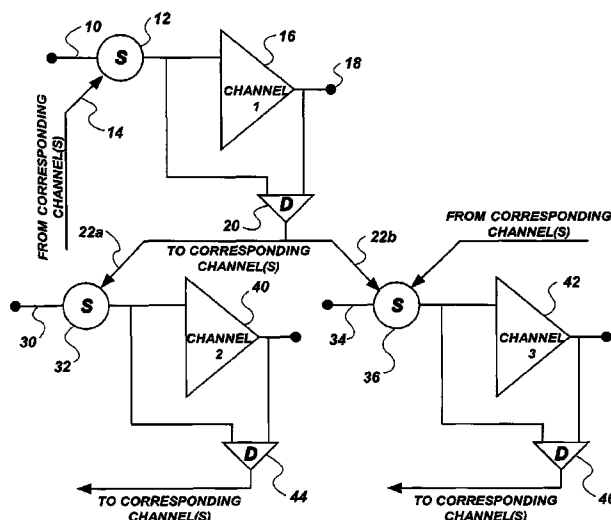 10
12
S
16
18
CHANNEL
1
14
FROM CORRESPONDING
CHANNEL(S)
D
20
FROM CORRESPONDING
CHANNEL(S)
22a
TO CORRESPONDING
CHANNEL(S)
22b
S
30
32
40
CHANNEL
2
S
34
36
42
CHANNEL
3
D
44
TO CORRESPONDING
CHANNEL(S)
D
46
TO CORRESPONDING
CHANNEL(S)